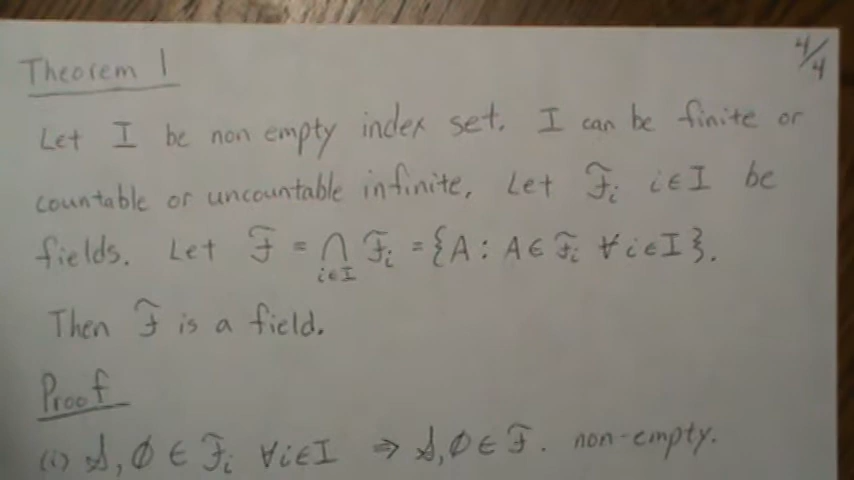 4/4
Theorem 1
Let I be non empty index set. I can be finite or
countable or uncountable infinite. Let ℱᵢ i∈I be
fields. Let ℱ = ⋂_{i∈I} ℱᵢ = {A : A∈ ℱᵢ ∀i∈I}.
Then ℱ is a field.
Proof
(i) 𝒮, ∅ ∈ ℱᵢ ∀i∈I ⇒ 𝒮, ∅ ∈ ℱ. non-empty.